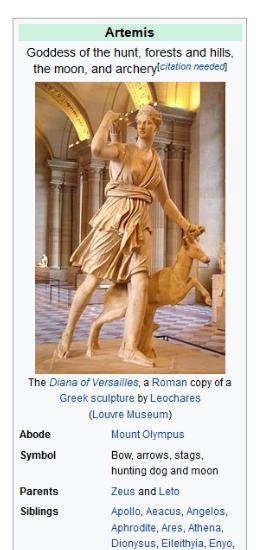 Artemis
Goddess of the hunt, forests and hills,
the moon, and archery[citation needed]
The Diana of Versailles, a Roman copy of a
Greek sculpture by Leochares
(Louvre Museum)
Abode Mount Olympus
Symbol Bow, arrows, stags,
hunting dog and moon
Parents Zeus and Leto
Siblings Apollo, Aeacus, Angelos,
Aphrodite, Ares, Athena,
Dionysus, Eileithyia, Enyo,